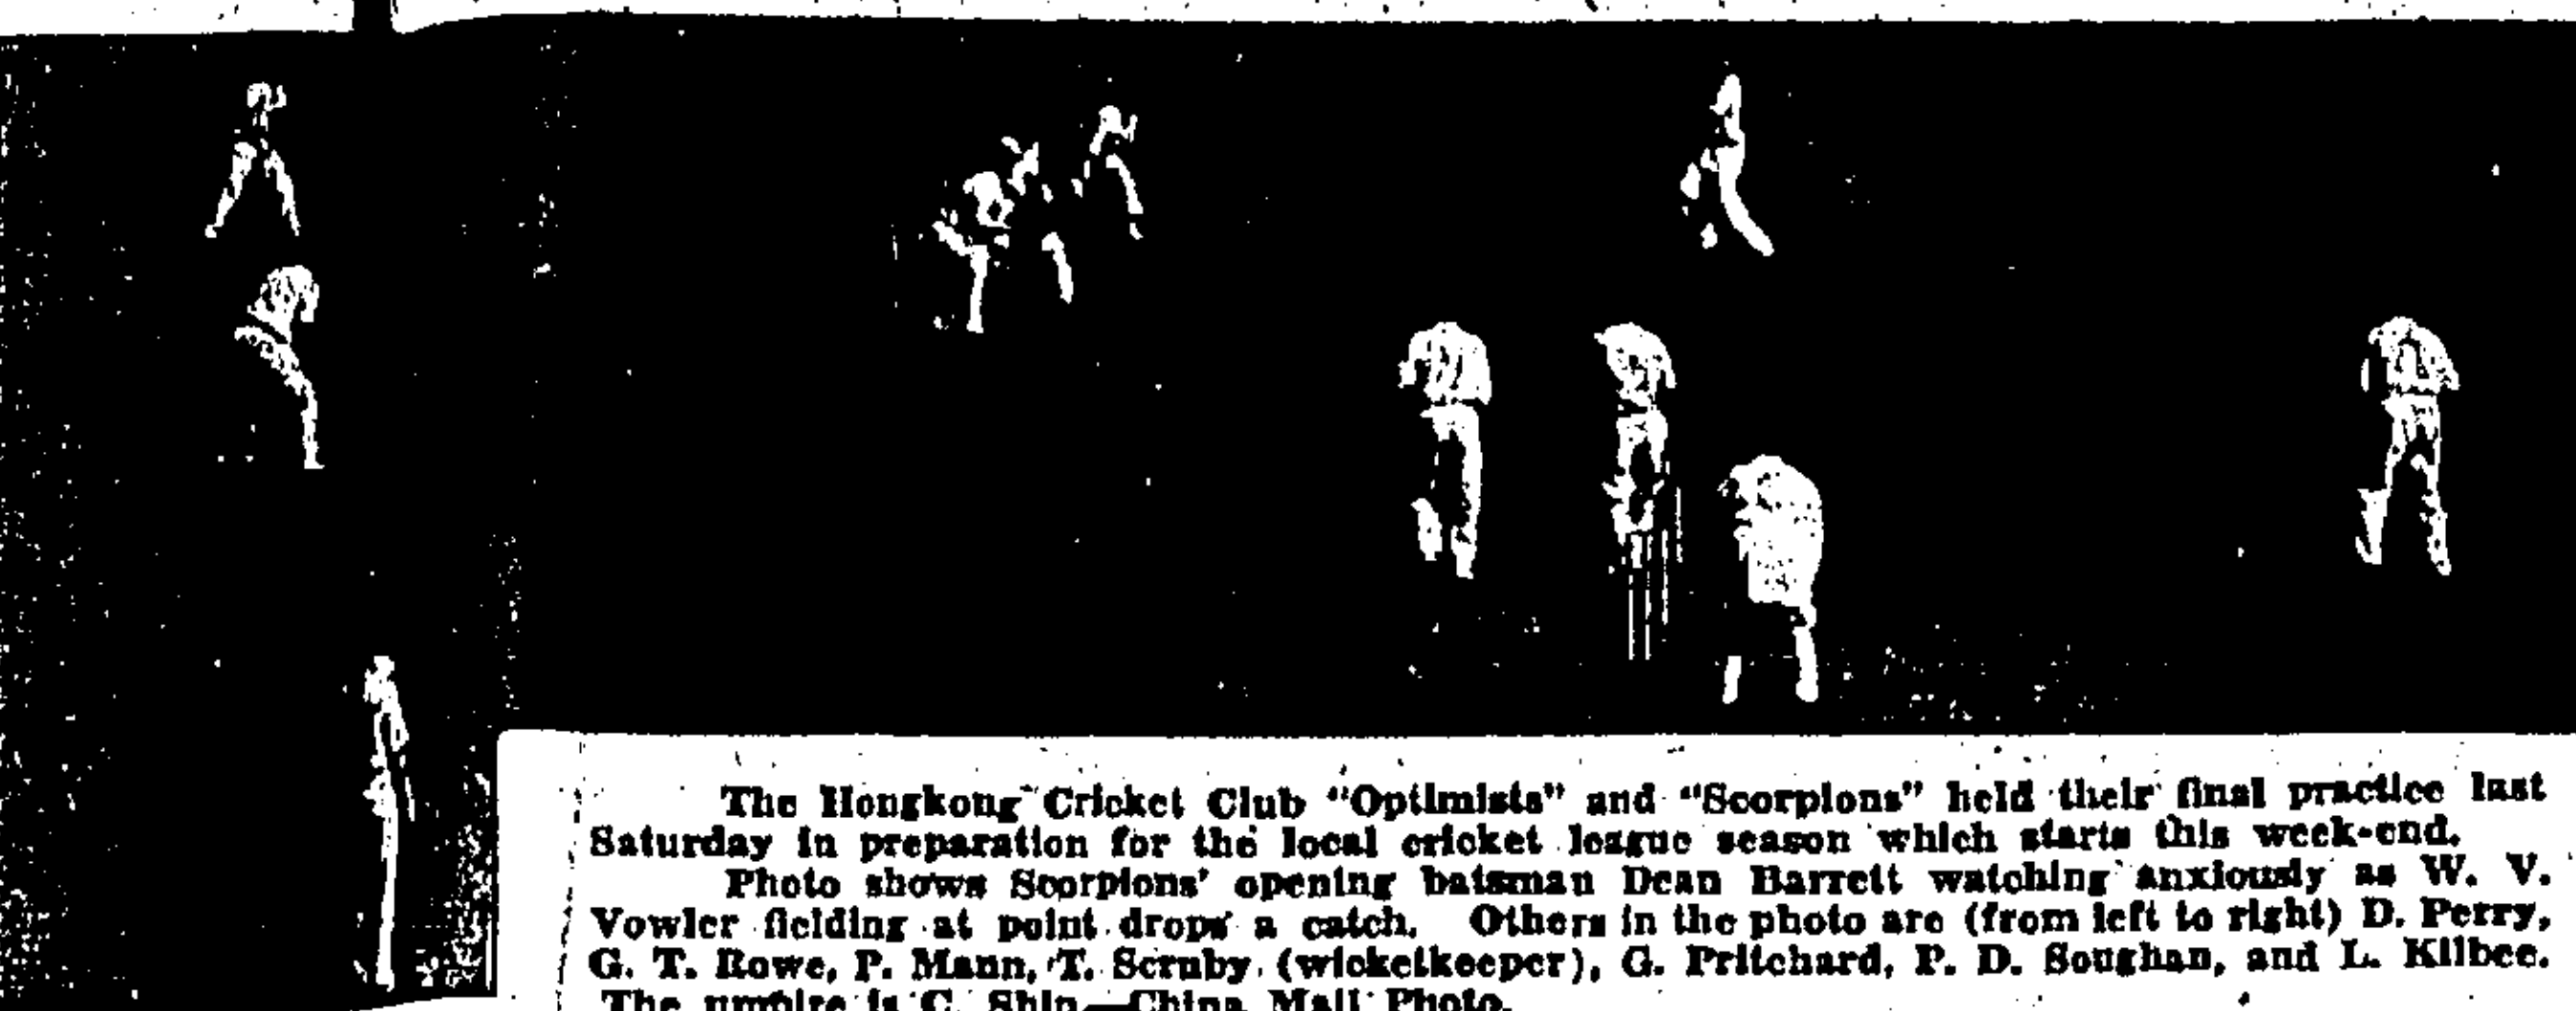 The Hongkong Cricket Club "Optimists" and "Scorpions" held their final practice last
Saturday in preparation for the local cricket league season which starts this week-end.
Photo shows Scorpions' opening batsman Dean Barrett watching anxiously as W. V.
Vowler fielding at point drops a catch. Others in the photo are (from left to right) D. Perry,
G. T. Rowe, P. Mann, T. Scruby (wicketkeeper), G. Pritchard, P. D. Soughan, and L. Kilbee.
The umpire is C. Shin—China Mail Photo.